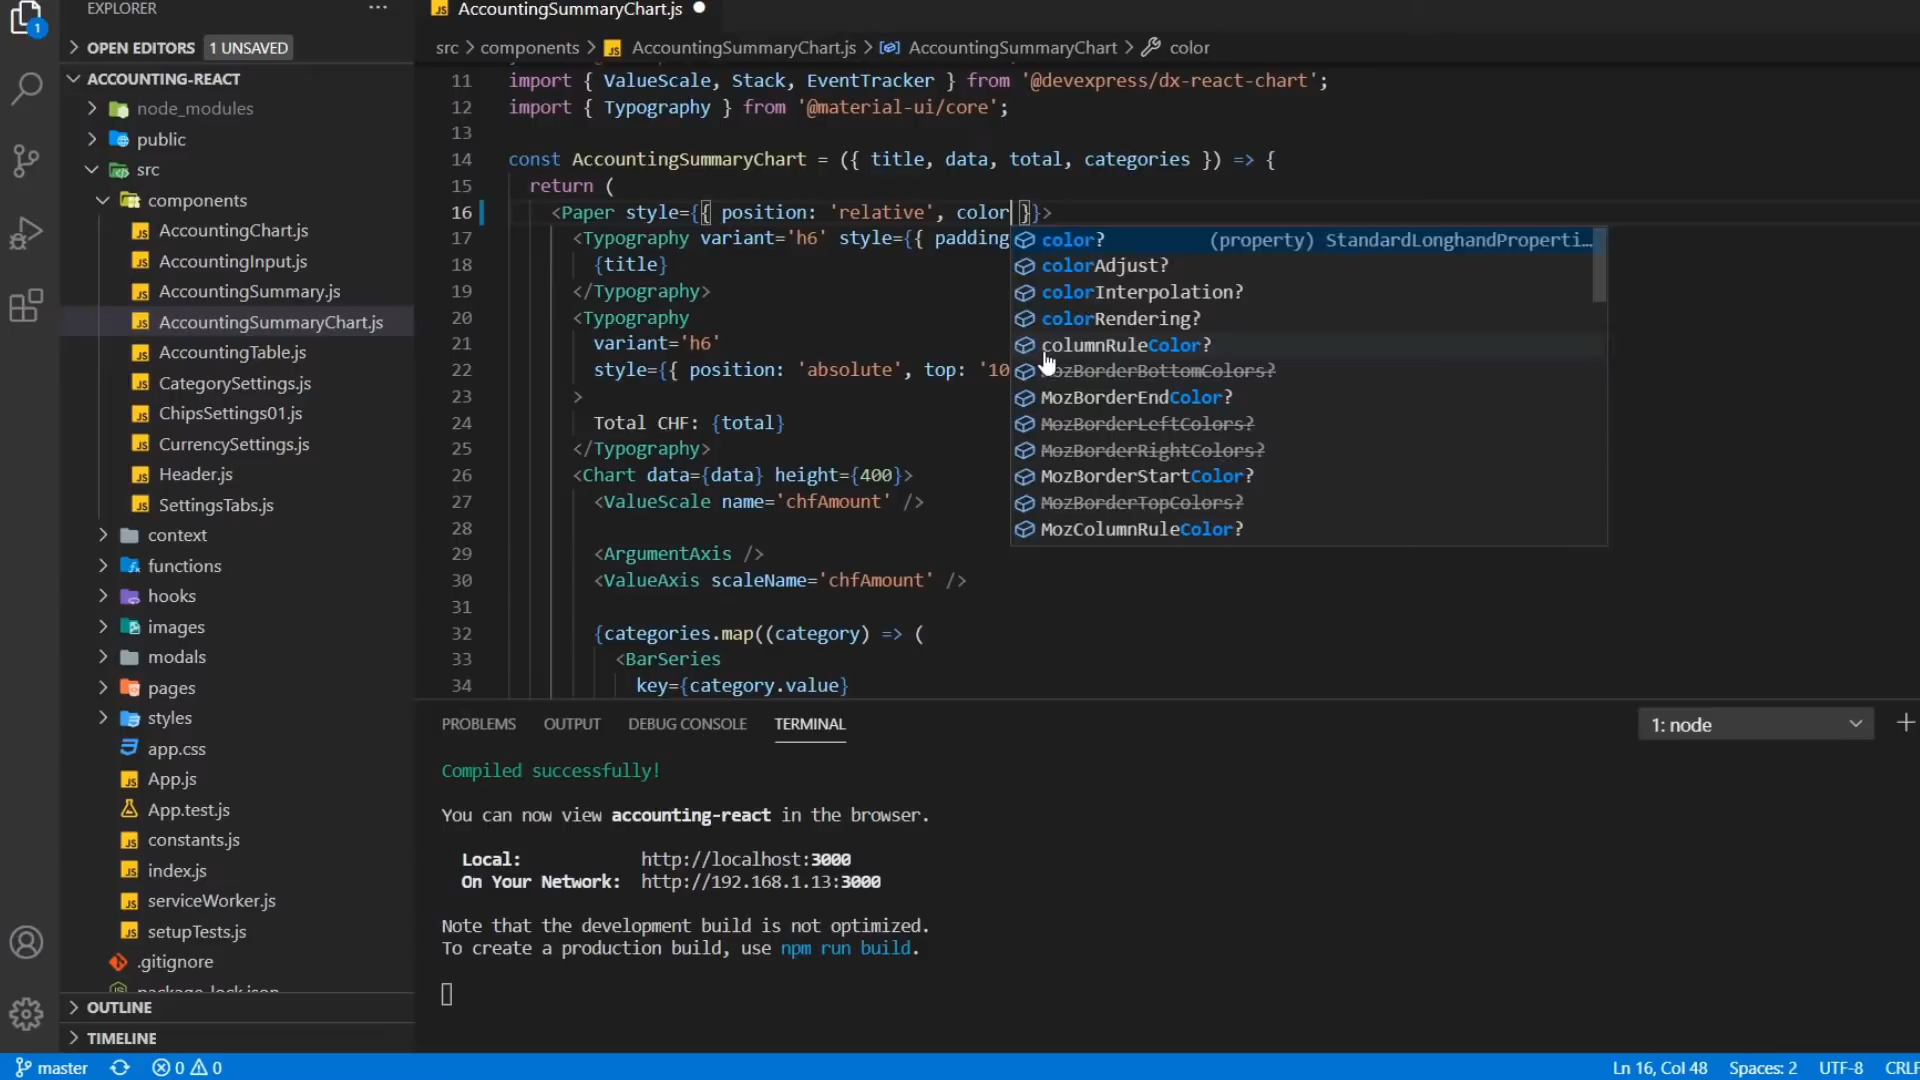 EXPLORER
1
OPEN EDITORS 1 UNSAVED
ACCOUNTING-REACT
node_modules
public
src
components
AccountingChart.js
AccountingInput.js
AccountingSummary.js
AccountingSummaryChart.js
AccountingTable.js
CategorySettings.js
ChipsSettings01.js
CurrencySettings.js
Header.js
SettingsTabs.js
context
functions
hooks
images
modals
pages
styles
app.css
App.js
App.test.js
constants.js
index.js
serviceWorker.js
setupTests.js
.gitignore
package-lock.json
OUTLINE
TIMELINE
AccountingSummaryChart.js
src > components > AccountingSummaryChart.js > AccountingSummaryChart > color
11 import { ValueScale, Stack, EventTracker } from '@devexpress/dx-react-chart';
12 import { Typography } from '@material-ui/core';
13
14 const AccountingSummaryChart = ({ title, data, total, categories }) => {
15 return (
16 <Paper style={{ position: 'relative', color }}>
17 <Typography variant='h6' style={{ padding
18 {title}
19 </Typography>
20 <Typography
21 variant='h6'
22 style={{ position: 'absolute', top: '10
23 >
24 Total CHF: {total}
25 </Typography>
26 <Chart data={data} height={400}>
27 <ValueScale name='chfAmount' />
28
29 <ArgumentAxis />
30 <ValueAxis scaleName='chfAmount' />
31
32 {categories.map((category) => (
33 <BarSeries
34 key={category.value}
color? (property) StandardLonghandProperti…
colorAdjust?
colorInterpolation?
colorRendering?
columnRuleColor?
MozBorderBottomColors?
MozBorderEndColor?
MozBorderLeftColors?
MozBorderRightColors?
MozBorderStartColor?
MozBorderTopColors?
MozColumnRuleColor?
PROBLEMS OUTPUT DEBUG CONSOLE TERMINAL 1: node
Compiled successfully!
You can now view accounting-react in the browser.
Local: http://localhost:3000
On Your Network: http://192.168.1.13:3000
Note that the development build is not optimized.
To create a production build, use npm run build.
master 0 0 Ln 16, Col 48 Spaces: 2 UTF-8 CRLF